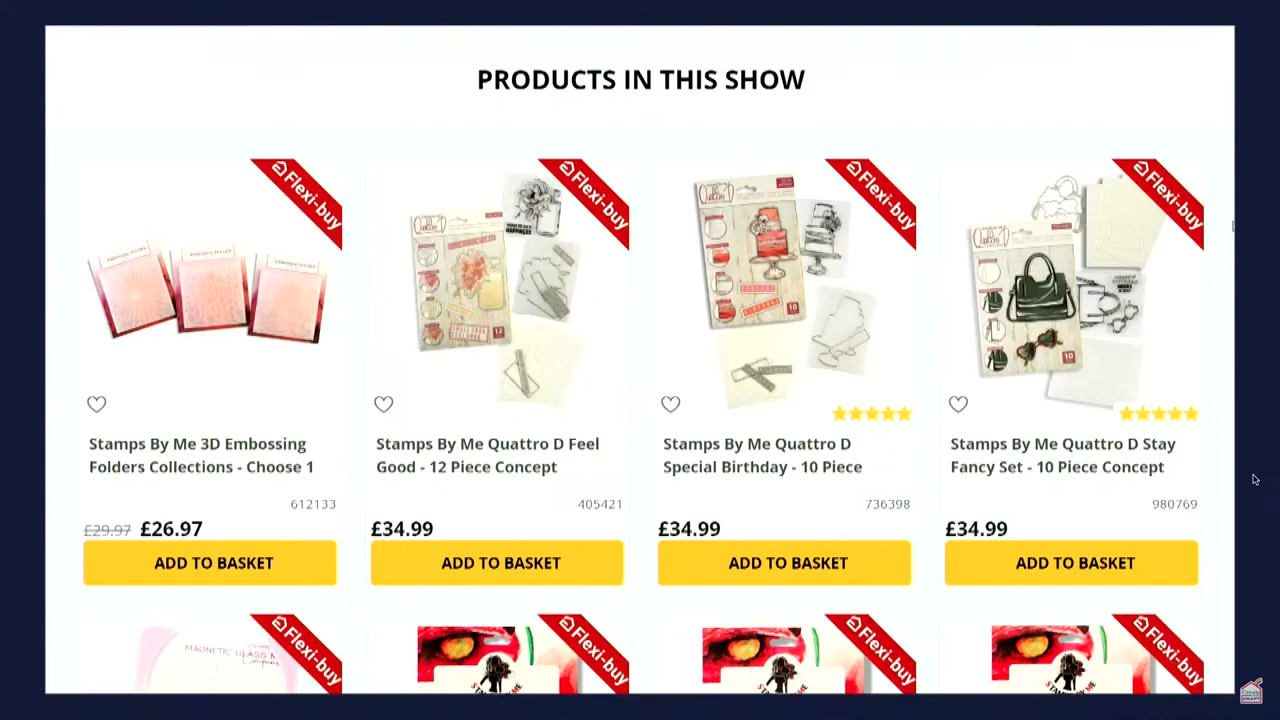 PRODUCTS IN THIS SHOW
Flexi-buy
Flexi-buy
Flexi-buy
Flexi-buy
Stamps By Me 3D Embossing
Folders Collections - Choose 1
Stamps By Me Quattro D Feel
Good - 12 Piece Concept
Stamps By Me Quattro D
Special Birthday - 10 Piece
Stamps By Me Quattro D Stay
Fancy Set - 10 Piece Concept
612133
405421
736398
980769
£29.97 £26.97
£34.99
£34.99
£34.99
ADD TO BASKET
ADD TO BASKET
ADD TO BASKET
ADD TO BASKET
Flexi-buy
Flexi-buy
Flexi-buy
Flexi-buy
MAGNETIC GLASS